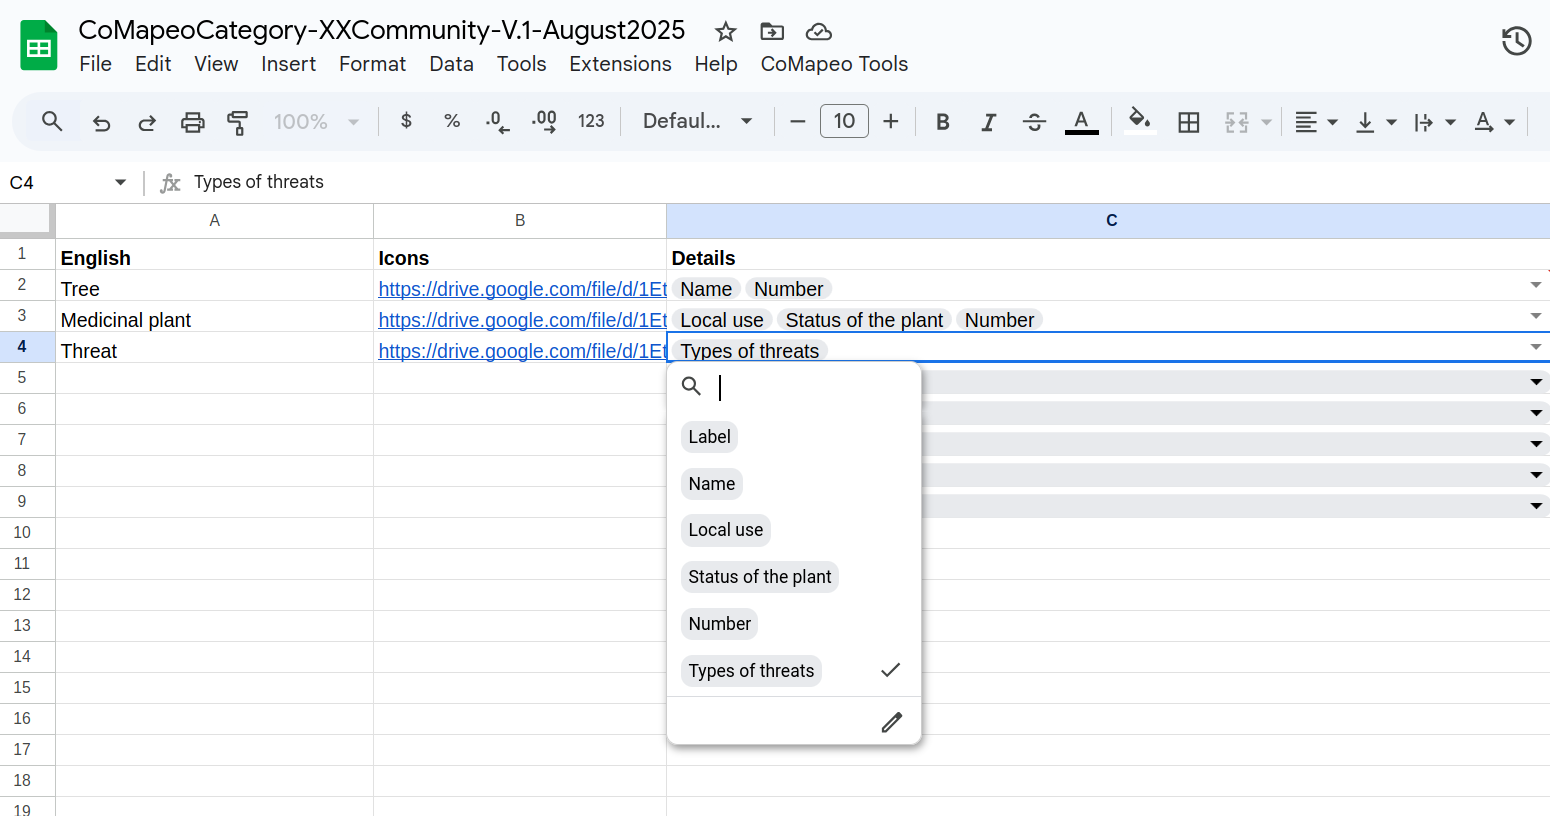 CoMapeoCategory-XXCommunity-V.1-August2025
File Edit View Insert Format Data Tools Extensions Help CoMapeo Tools
100% $ % .0 .00 123 Defaul... 10 B I S A A
C4 fx Types of threats
A B C
1 English Icons Details
2 Tree https://drive.google.com/file/d/1Et Name Number
3 Medicinal plant https://drive.google.com/file/d/1Et Local use Status of the plant Number
4 Threat https://drive.google.com/file/d/1Et Types of threats
5
6
Label
7
8
Name
9
10
Local use
11
Status of the plant
12
13
Number
14
Types of threats
15
16
17
18
19